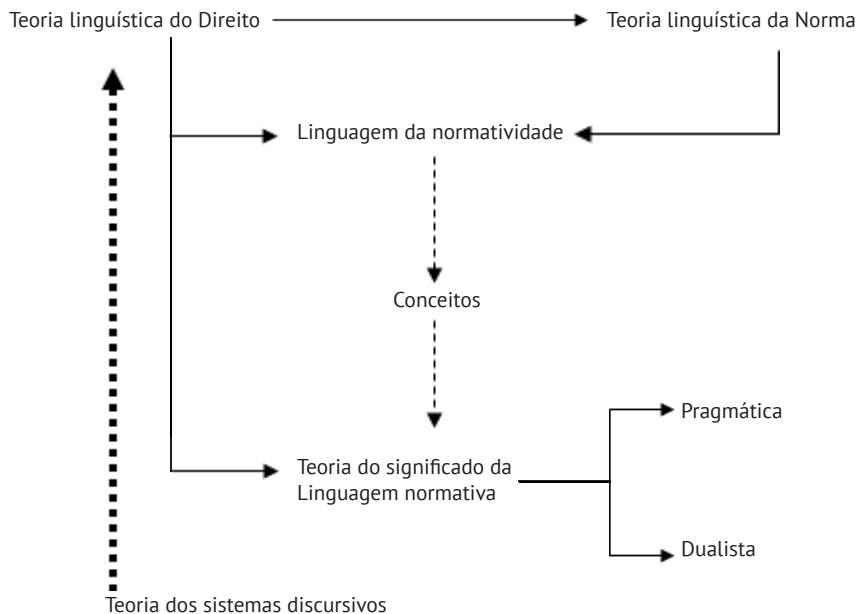 Teoria linguística do Direito
Teoria linguística da Norma
Linguagem da normatividade
Conceitos
Pragmática
Teoria do significado da
Linguagem normativa
Dualista
Teoria dos sistemas discursivos